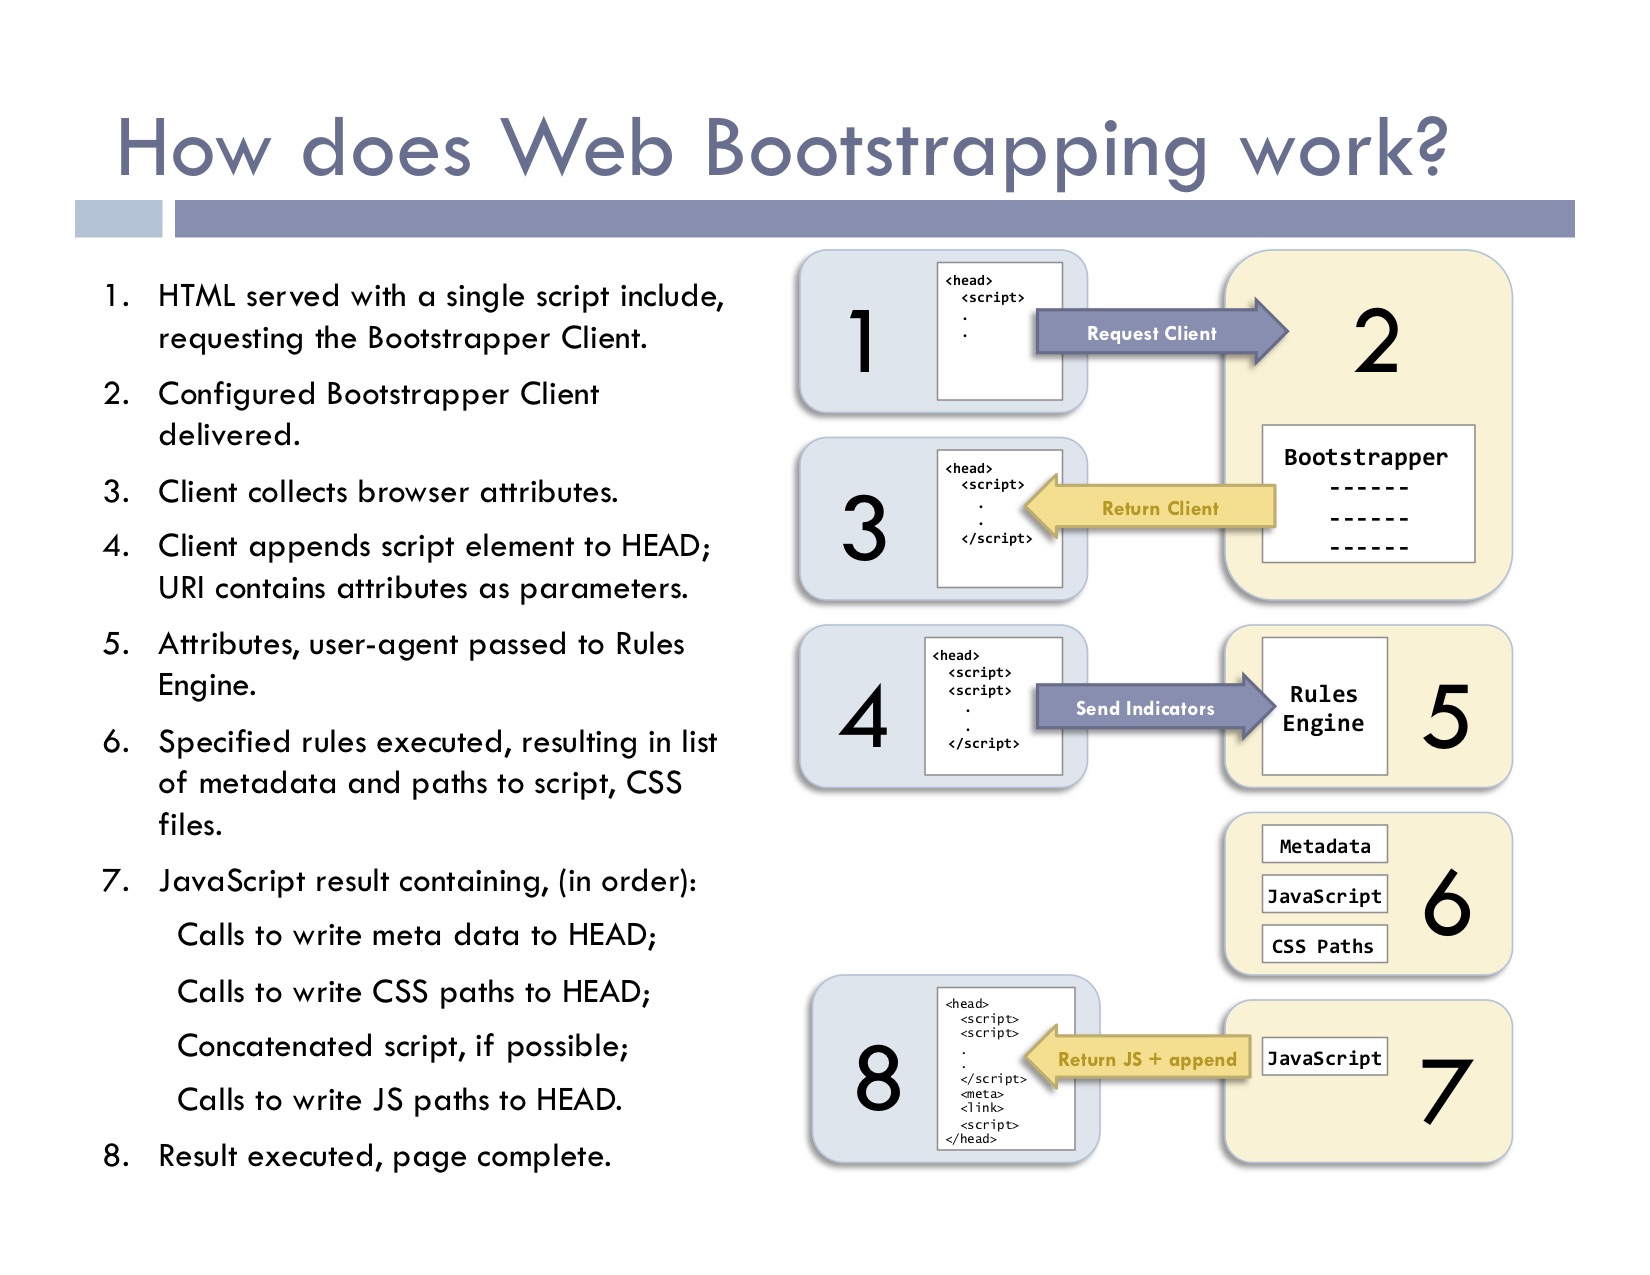 How does Web Bootstrapping work?
1. HTML served with a single script include,
requesting the Bootstrapper Client.
2. Configured Bootstrapper Client
delivered.
3. Client collects browser attributes.
4. Client appends script element to HEAD;
URI contains attributes as parameters.
5. Attributes, user-agent passed to Rules
Engine.
6. Specified rules executed, resulting in list
of metadata and paths to script, CSS
files.
7. JavaScript result containing, (in order):
Calls to write meta data to HEAD;
Calls to write CSS paths to HEAD;
Concatenated script, if possible;
Calls to write JS paths to HEAD.
8. Result executed, page complete.
1
<head>
<script>
.
.
Request Client
2
Bootstrapper
------
------
------
3
<head>
<script>
.
.
</script>
Return Client
4
<head>
<script>
<script>
.
.
</script>
Send Indicators
Rules
Engine
5
Metadata
JavaScript
CSS Paths
6
8
<head>
<script>
<script>
.
.
</script>
<meta>
<link>
<script>
</head>
Return JS + append
JavaScript
7